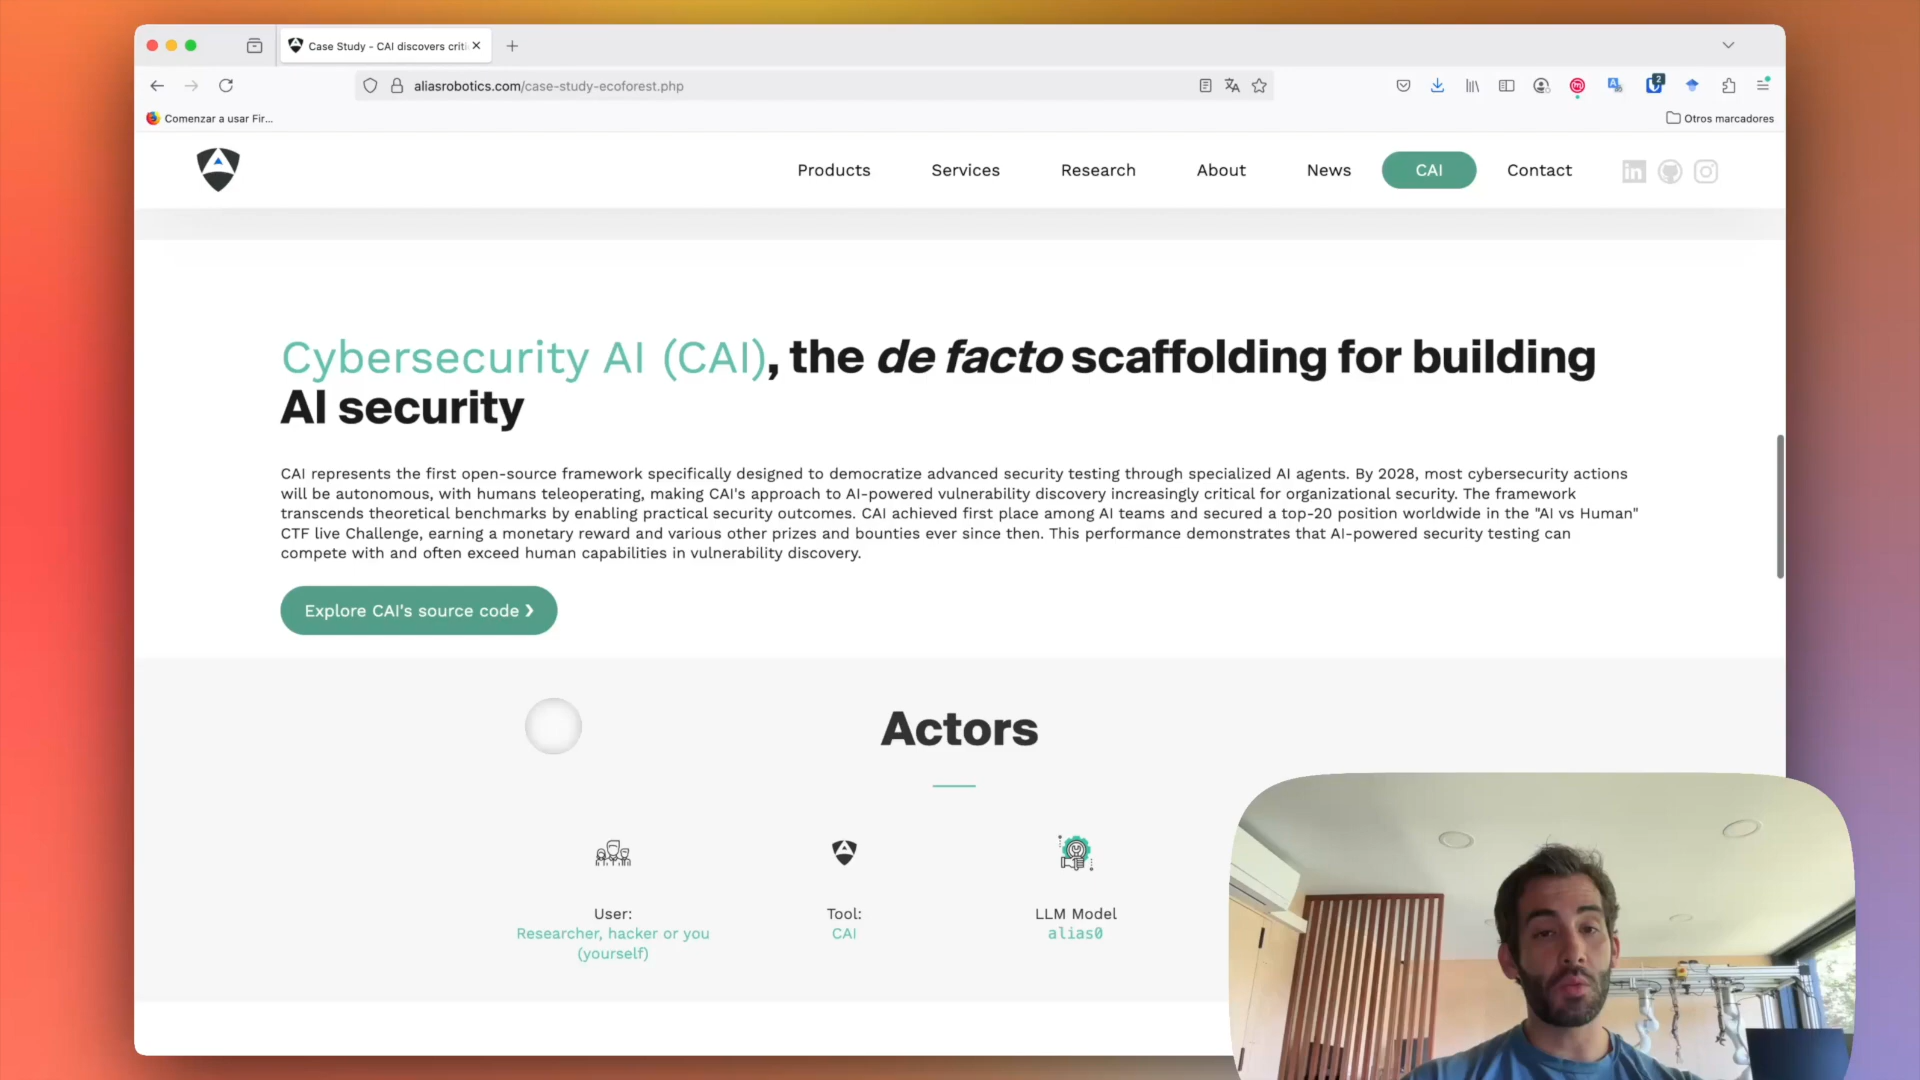 Case Study - CAI discovers criti
aliasrobotics.com/case-study-ecoforest.php
2
Comenzar a usar Fir...
Otros marcadores
Products
Services
Research
About
News
CAI
Contact
Cybersecurity AI (CAI), the de facto scaffolding for building
AI security
CAI represents the first open-source framework specifically designed to democratize advanced security testing through specialized AI agents. By 2028, most cybersecurity actions
will be autonomous, with humans teleoperating, making CAI's approach to AI-powered vulnerability discovery increasingly critical for organizational security. The framework
transcends theoretical benchmarks by enabling practical security outcomes. CAI achieved first place among AI teams and secured a top-20 position worldwide in the "AI vs Human"
CTF live Challenge, earning a monetary reward and various other prizes and bounties ever since then. This performance demonstrates that AI-powered security testing can
compete with and often exceed human capabilities in vulnerability discovery.
Explore CAI's source code ❯
Actors
User:
Researcher, hacker or you
(yourself)
Tool:
CAI
LLM Model
alias0